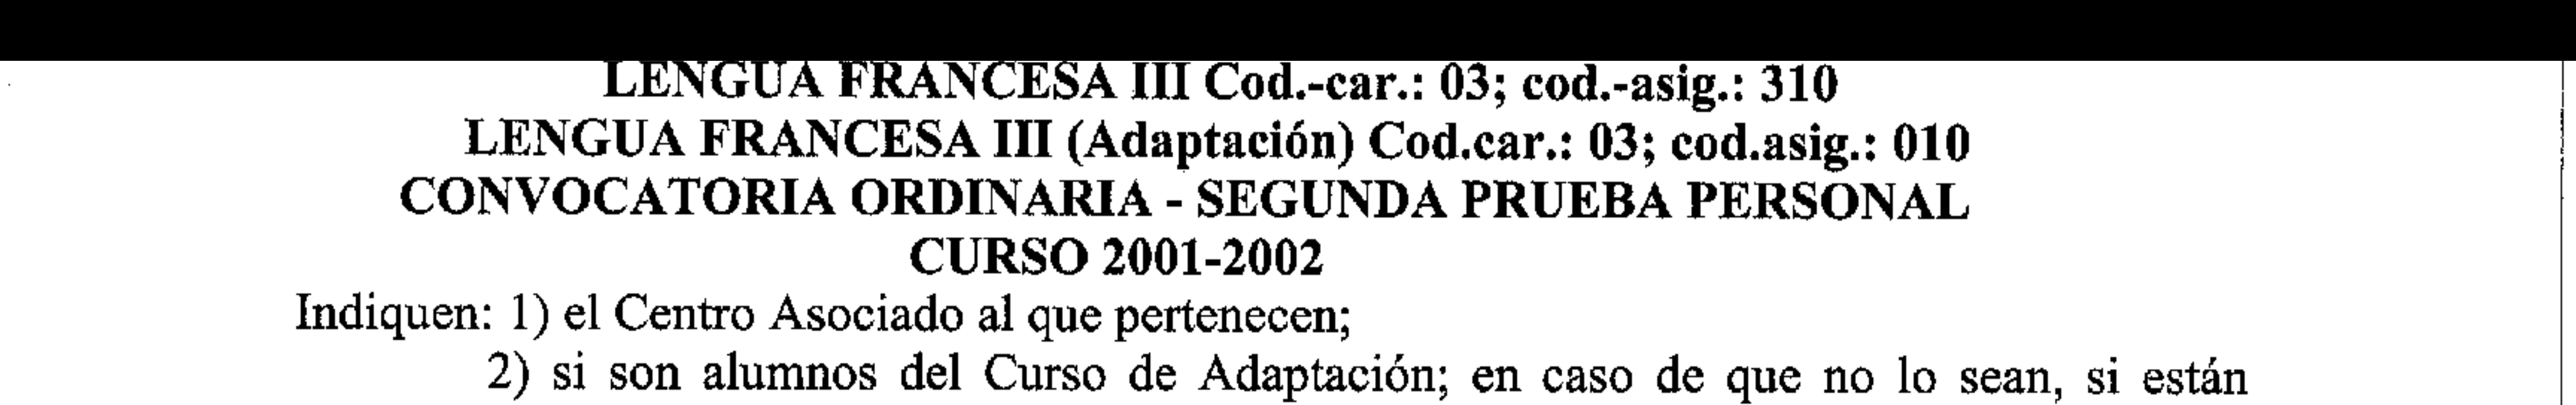 LENGUA FRANCESA III Cod.-car.: 03; cod.-asig.: 310
LENGUA FRANCESA III (Adaptación) Cod.car.: 03; cod.asig.: 010
CONVOCATORIA ORDINARIA - SEGUNDA PRUEBA PERSONAL
CURSO 2001-2002
Indiquen: 1) el Centro Asociado al que pertenecen;
2) si son alumnos del Curso de Adaptación; en caso de que no lo sean, si están